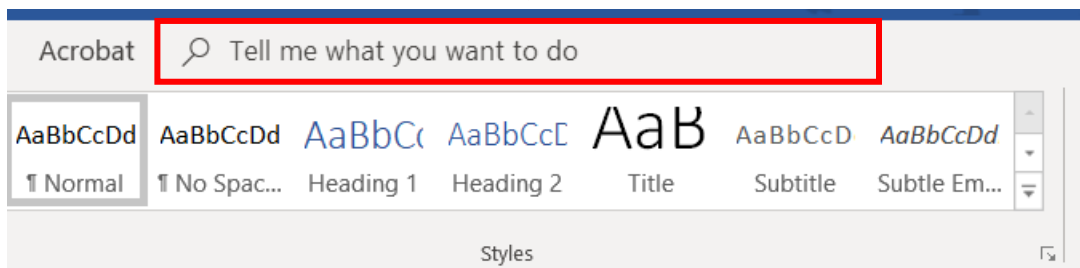 Acrobat Tell me what you want to do
AaBbCcDd AaBbCcDd AaBbCc AaBbCcD AaB AaBbCcD AaBbCcDd
¶ Normal ¶ No Spac... Heading 1 Heading 2 Title Subtitle Subtle Em...
Styles